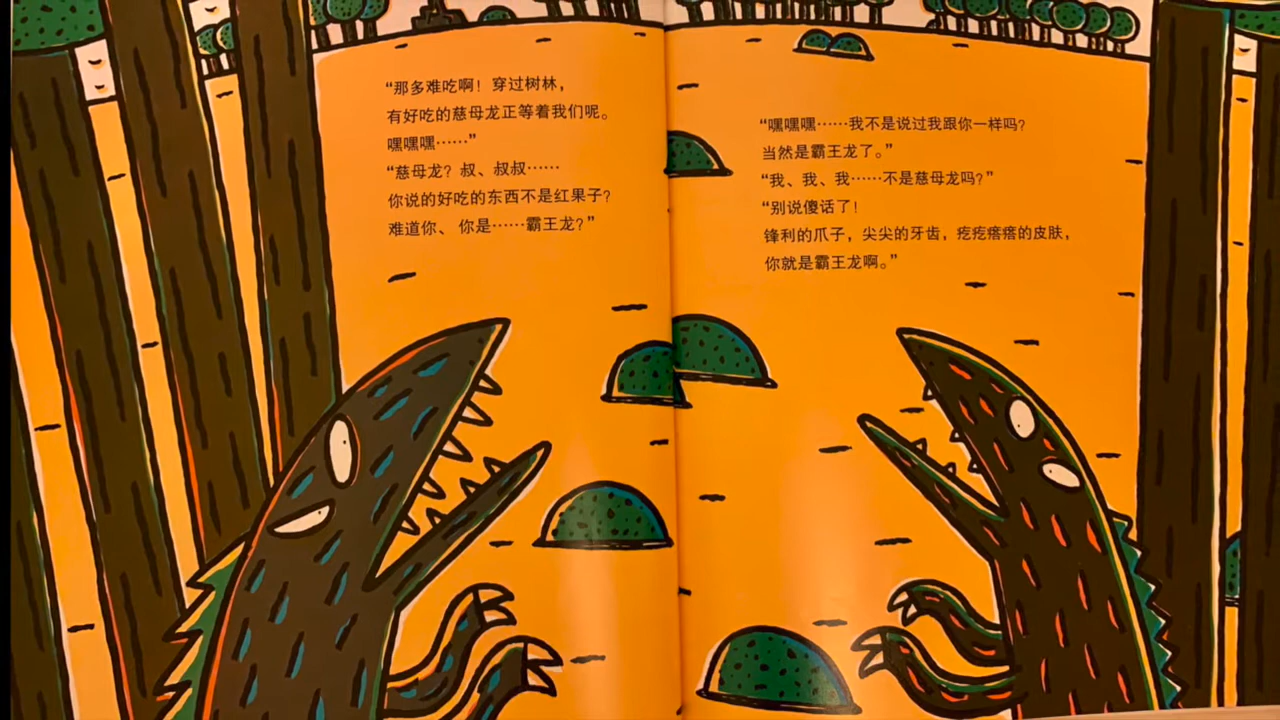 “那多难吃啊！穿过树林，
有好吃的慈母龙正等着我们呢。
嘿嘿嘿……”
“慈母龙？叔、叔叔……
你说的好吃的东西不是红果子？
难道你、你是……霸王龙？”
“嘿嘿嘿……我不是说过我跟你一样吗？
当然是霸王龙了。”
“我、我、我……不是慈母龙吗？”
“别说傻话了！
锋利的爪子，尖尖的牙齿，疙疙瘩瘩的皮肤，
你就是霸王龙啊。”